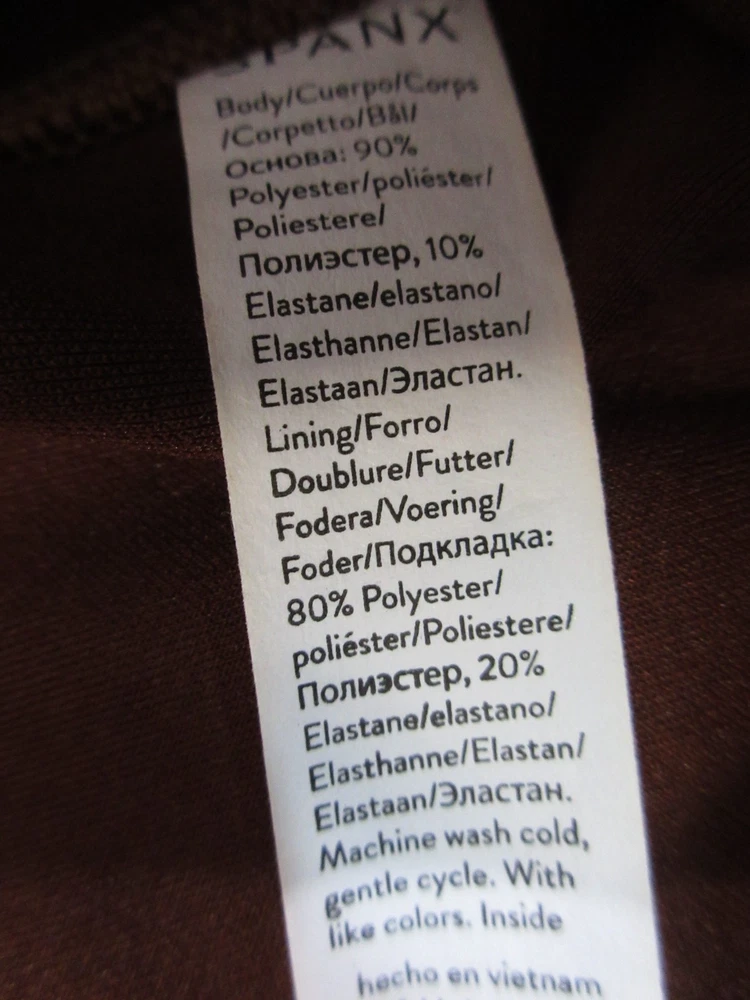 SPANX
Body/Cuerpo/Corps
/Corpetto/Bål/
Основа: 90%
Polyester/poliéster/
Poliestere/
Полиэстер, 10%
Elastane/elastano/
Elasthanne/Elastan/
Elastaan/Эластан.
Lining/Forro/
Doublure/Futter/
Fodera/Voering/
Foder/Подкладка:
80% Polyester/
poliéster/Poliestere/
Полиэстер, 20%
Elastane/elastano/
Elasthanne/Elastan/
Elastaan/Эластан.
Machine wash cold,
gentle cycle. With
like colors. Inside
hecho en vietnam